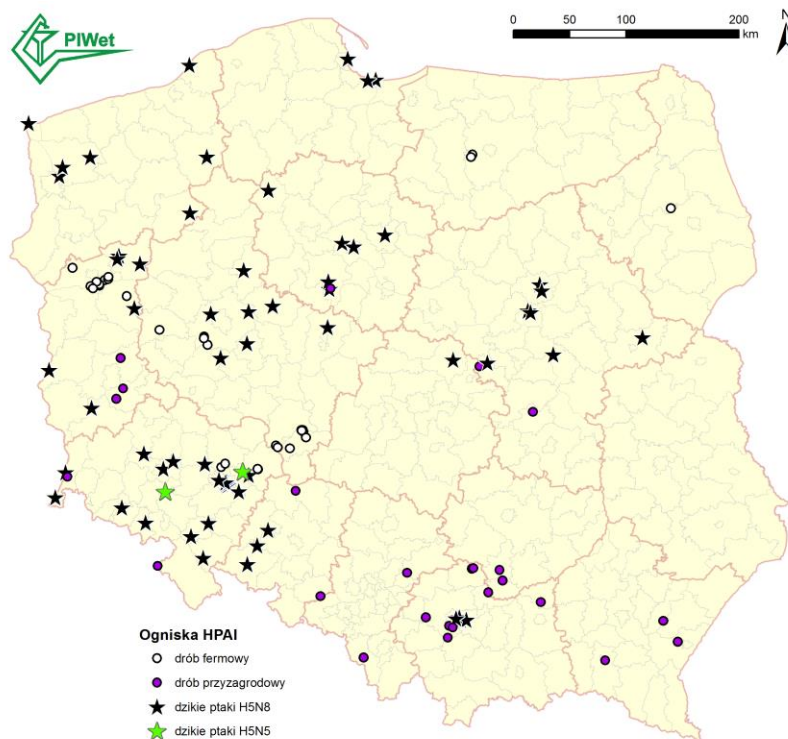 PIWet
0 50 100 200
km
N
Ogniska HPAI
drób fermowy
drób przyzagrodowy
dzikie ptaki H5N8
dzikie ptaki H5N5